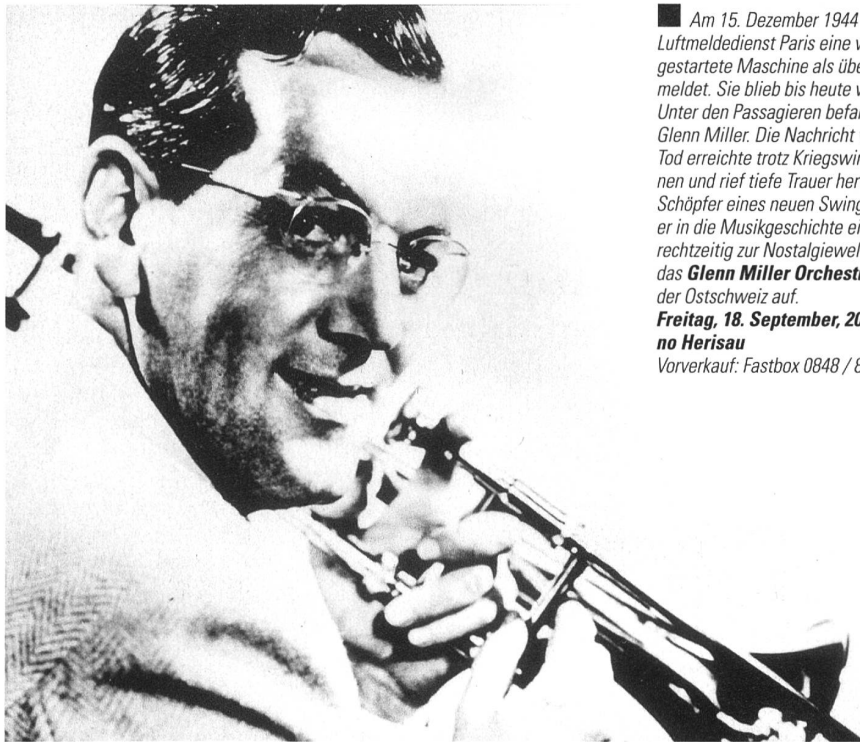 Am 15. Dezember 1944
Luftmeldedienst Paris eine v
gestartete Maschine als übe
meldet. Sie blieb bis heute v
Unter den Passagieren befa
Glenn Miller. Die Nachricht
Tod erreichte trotz Kriegswir
nen und rief tiefe Trauer her
Schöpfer eines neuen Swing
er in die Musikgeschichte e
rechtzeitig zur Nostalgiewel
das Glenn Miller Orchest
der Ostschweiz auf.
Freitag, 18. September, 20
no Herisau
Vorverkauf: Fastbox 0848 / 8